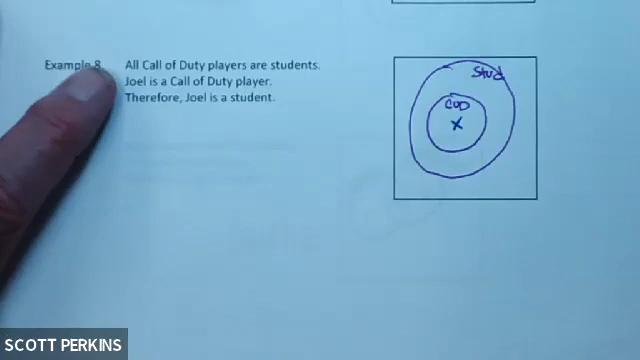 Example 8. All Call of Duty players are students.
Joel is a Call of Duty player.
Therefore, Joel is a student.
Stud
COD
X
SCOTT PERKINS